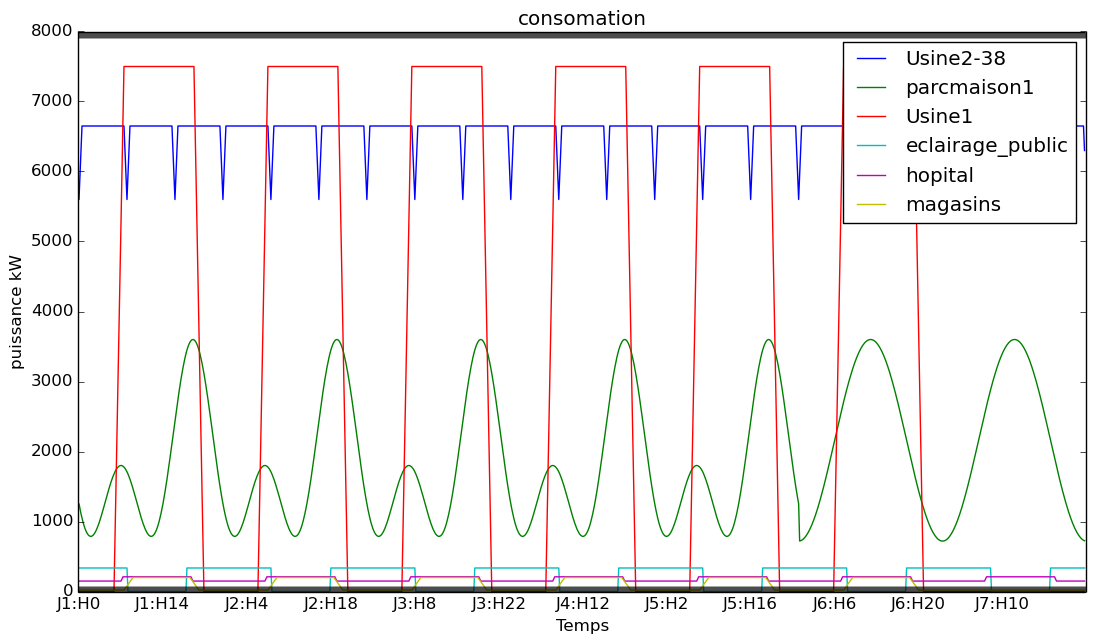 consomation
8000
7000
6000
5000
4000
3000
2000
1000
0
puissance kW
Usine2-38
parcmaison1
Usine1
eclairage_public
hopital
magasins
J1:H0 J1:H14 J2:H4 J2:H18 J3:H8 J3:H22 J4:H12 J5:H2 J5:H16 J6:H6 J6:H20 J7:H10
Temps